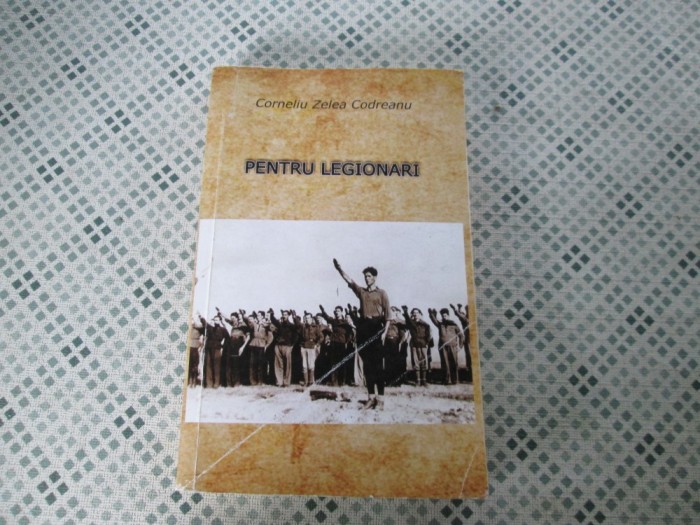 Corneliu Zelea Codreanu
PENTRU LEGIONARI